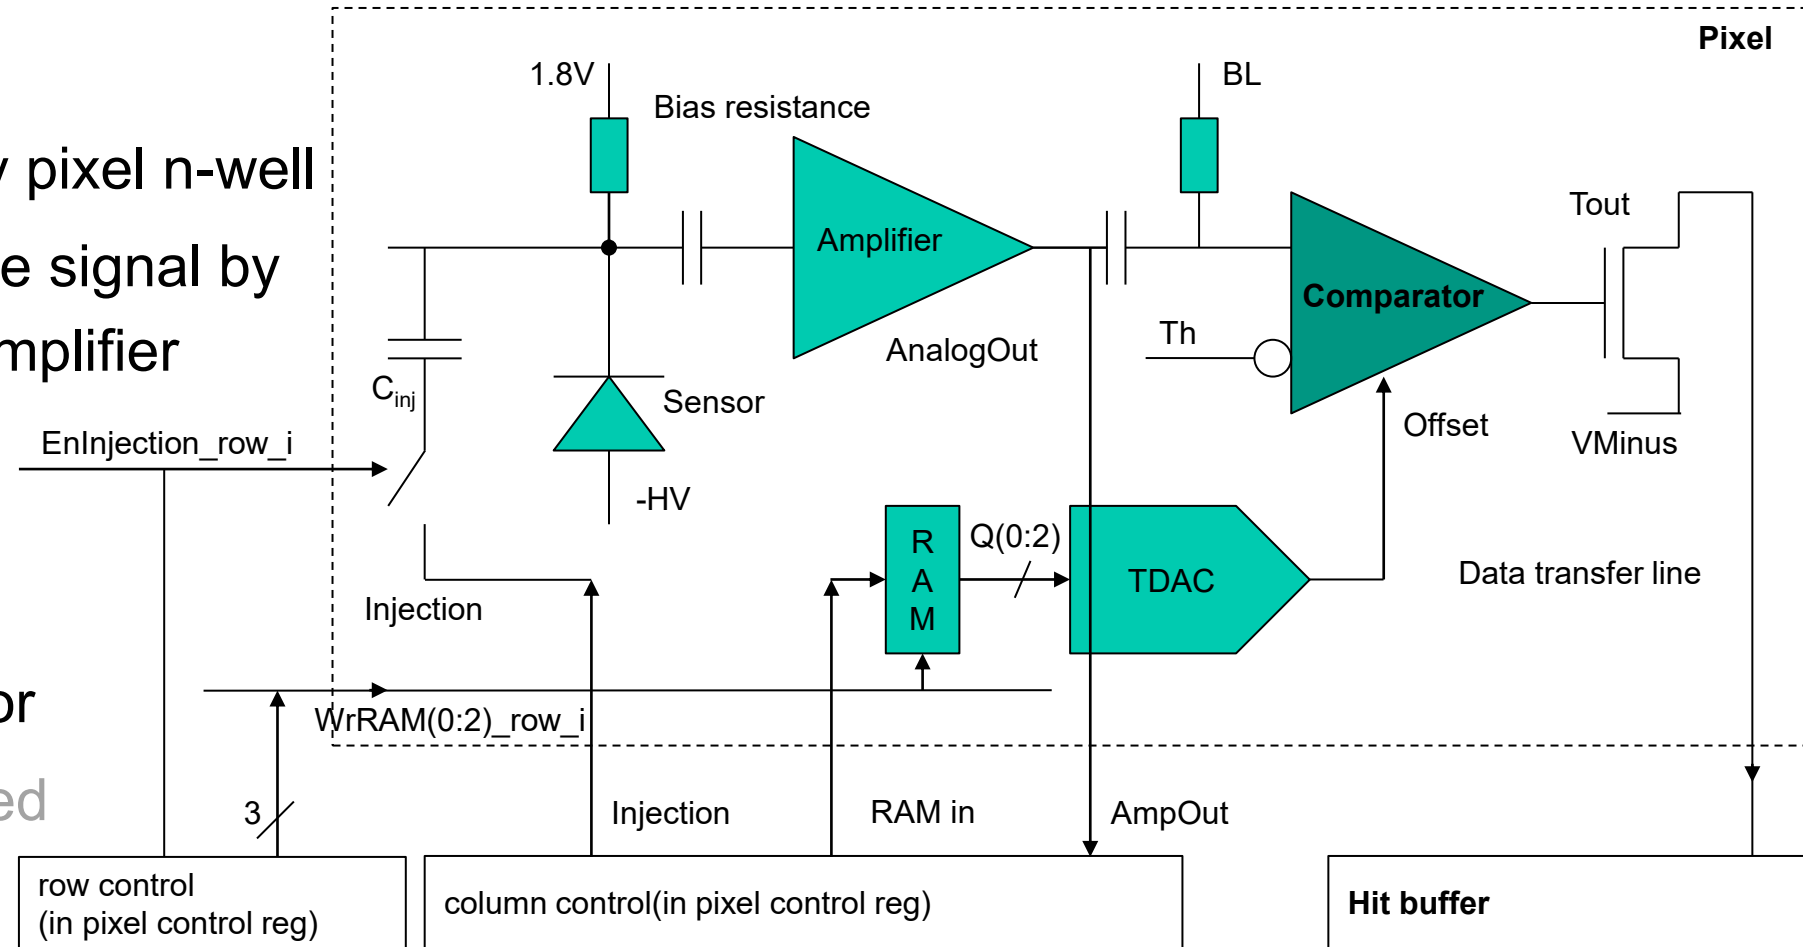 Pixel
1.8V
BL
Bias resistance
pixel n-well
Tout
Amplifier
e signal by
Comparator
Th
AnalogOut
mplifier
Cinj
Sensor
Offset
EnInjection_row_i
VMinus
-HV
R
A
M
Q(0:2)
TDAC
Data transfer line
Injection
or
WrRAM(0:2)_row_i
ed
3
Injection
RAM in
AmpOut
row control
(in pixel control reg)
column control(in pixel control reg)
Hit buffer